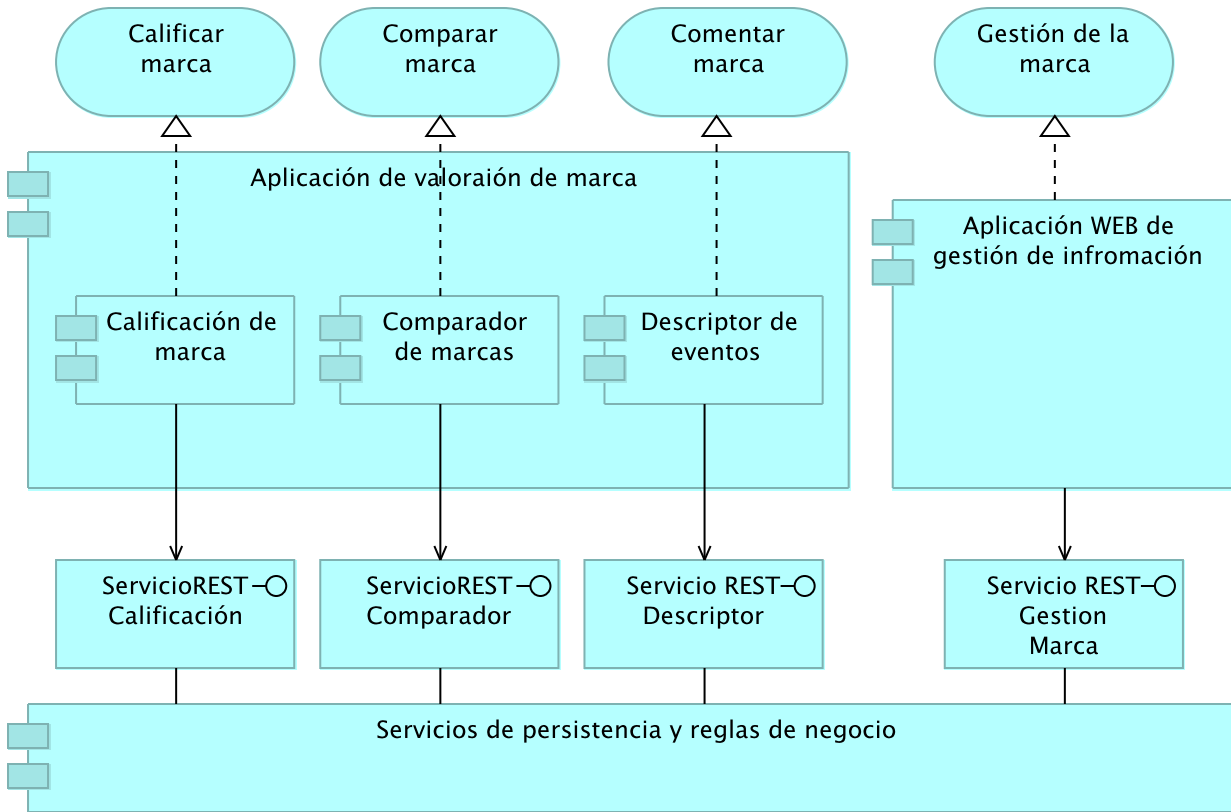 Calificar
marca
Comparar
marca
Comentar
marca
Gestión de la
marca
Aplicación de valoraión de marca
Aplicación WEB de
gestión de infromación
Calificación de
marca
Comparador
de marcas
Descriptor de
eventos
ServicioREST
Calificación
ServicioREST
Comparador
Servicio REST
Descriptor
Servicio REST
Gestion
Marca
Servicios de persistencia y reglas de negocio